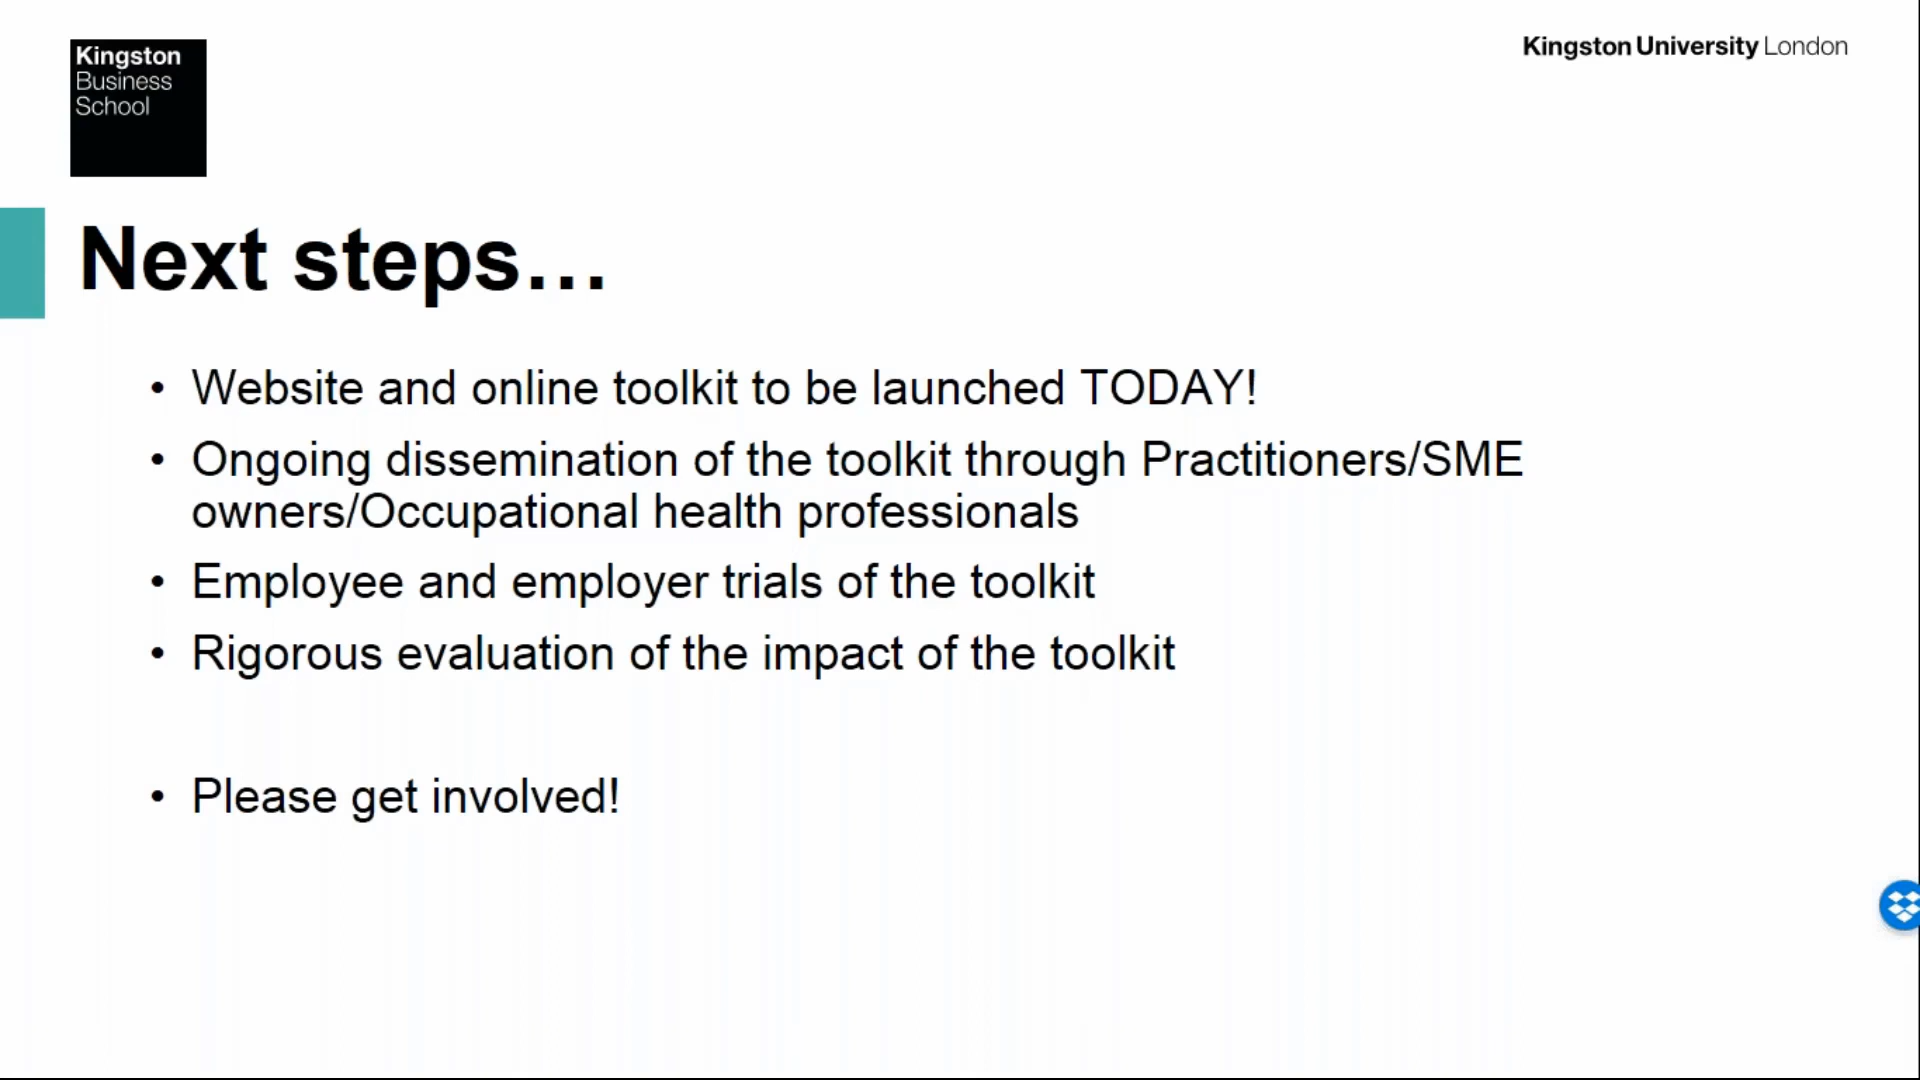 Kingston
Business
School
Kingston University London
Next steps…
• Website and online toolkit to be launched TODAY!
• Ongoing dissemination of the toolkit through Practitioners/SME
owners/Occupational health professionals
• Employee and employer trials of the toolkit
• Rigorous evaluation of the impact of the toolkit
• Please get involved!